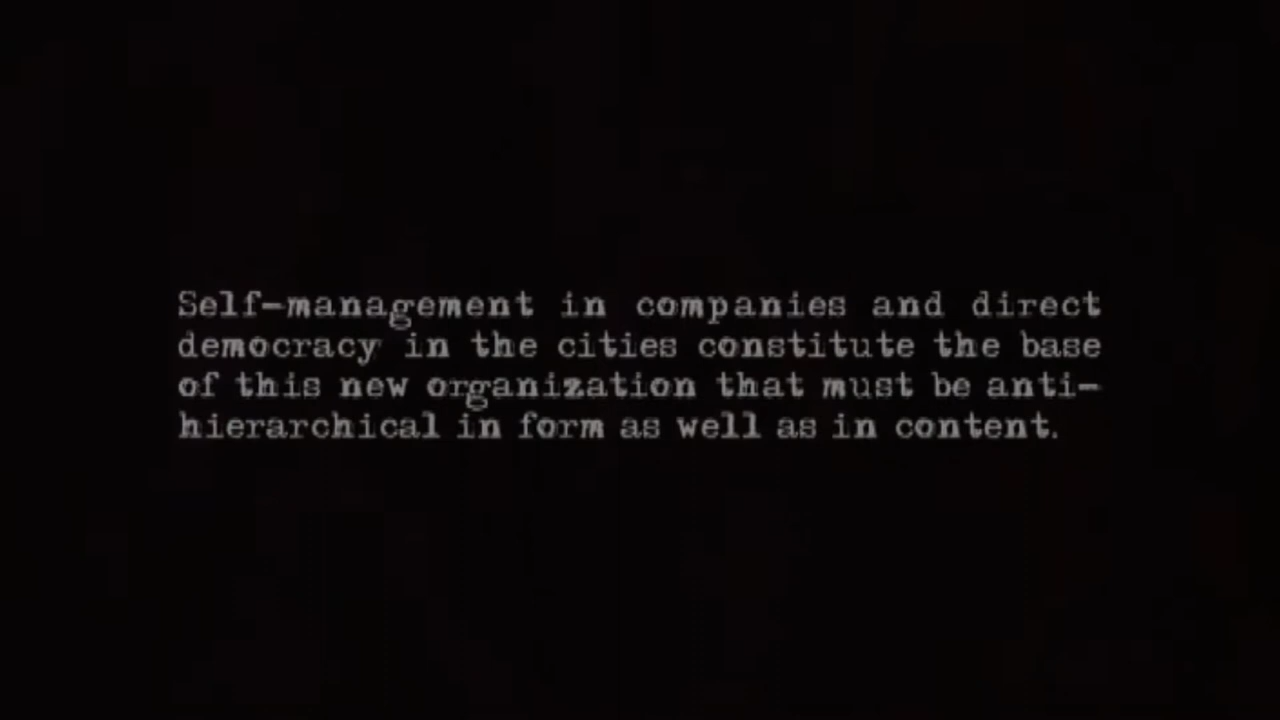 Self-management in companies and direct
democracy in the cities constitute the base
of this new organization that must be anti-
hierarchical in form as well as in content.